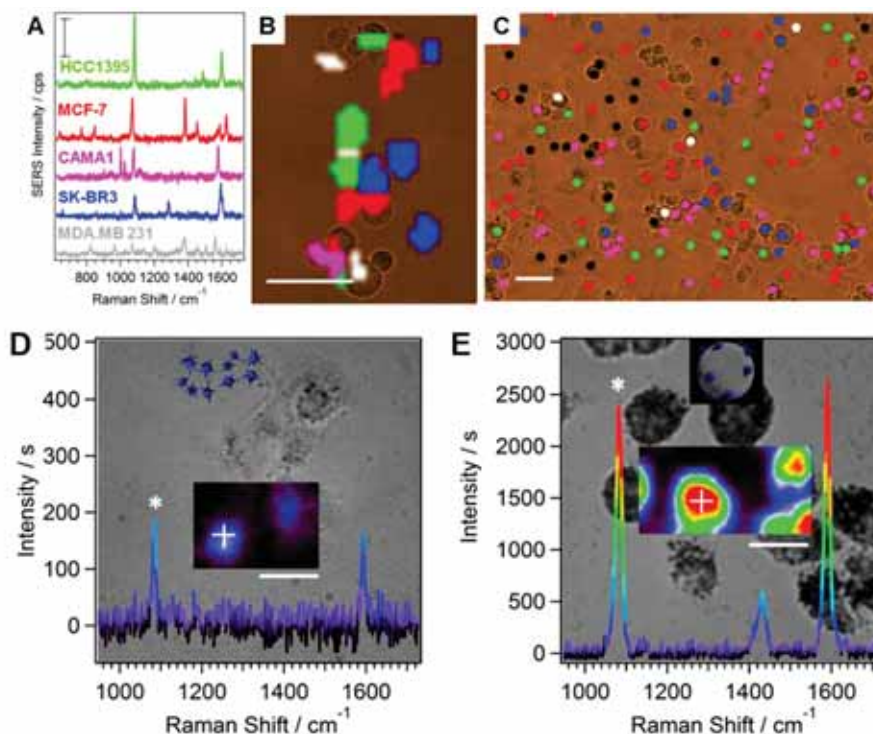 A
B
C
SERS Intensity / cps
HCC1395
MCF-7
CAMA1
SK-BR3
MDA.MB 231
800 1000 1200 1400 1600
Raman Shift / cm-1
D
E
Intensity / s
500
400
300
200
100
0
*
1000 1200 1400 1600
Raman Shift / cm-1
Intensity / s
3000
2500
2000
1500
1000
500
0
*
1000 1200 1400 1600
Raman Shift / cm-1